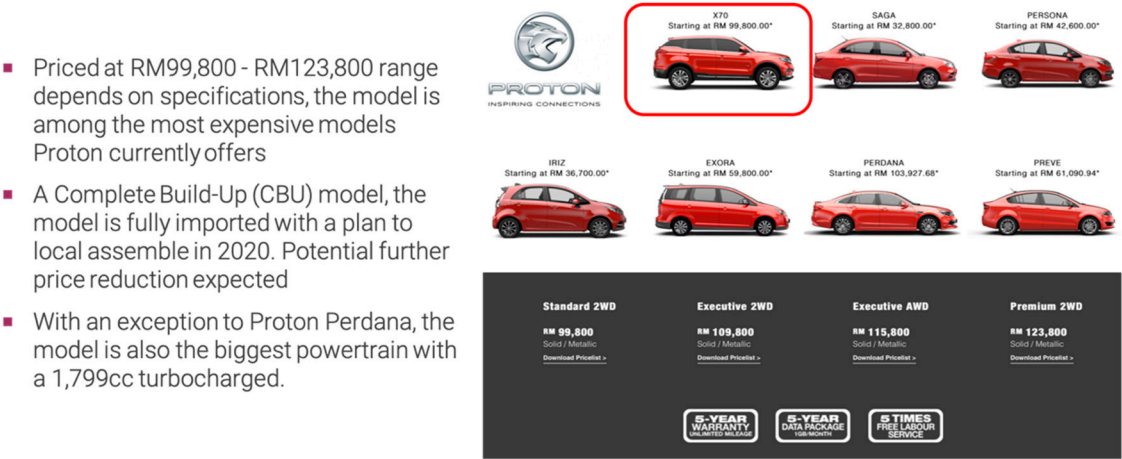 ▪ Priced at RM99,800 - RM123,800 range
depends on specifications, the model is
among the most expensive models
Proton currently offers
▪ A Complete Build-Up (CBU) model, the
model is fully imported with a plan to
local assemble in 2020. Potential further
price reduction expected
▪ With an exception to Proton Perdana, the
model is also the biggest powertrain with
a 1,799cc turbocharged.
PROTON
INSPIRING CONNECTIONS
X70
Starting at RM 99,800.00*
SAGA
Starting at RM 32,800.00*
PERSONA
Starting at RM 42,600.00*
IRIZ
Starting at RM 36,700.00*
EXORA
Starting at RM 59,800.00*
PERDANA
Starting at RM 103,927.68*
PREVE
Starting at RM 61,090.94*
Standard 2WD
RM 99,800
Solid / Metallic
Download Pricelist >
Executive 2WD
RM 109,800
Solid / Metallic
Download Pricelist >
Executive AWD
RM 115,800
Solid / Metallic
Download Pricelist >
Premium 2WD
RM 123,800
Solid / Metallic
Download Pricelist >
5-YEAR
WARRANTY
UNLIMITED MILEAGE
5-YEAR
DATA PACKAGE
1GB/MONTH
5 TIMES
FREE LABOUR
SERVICE